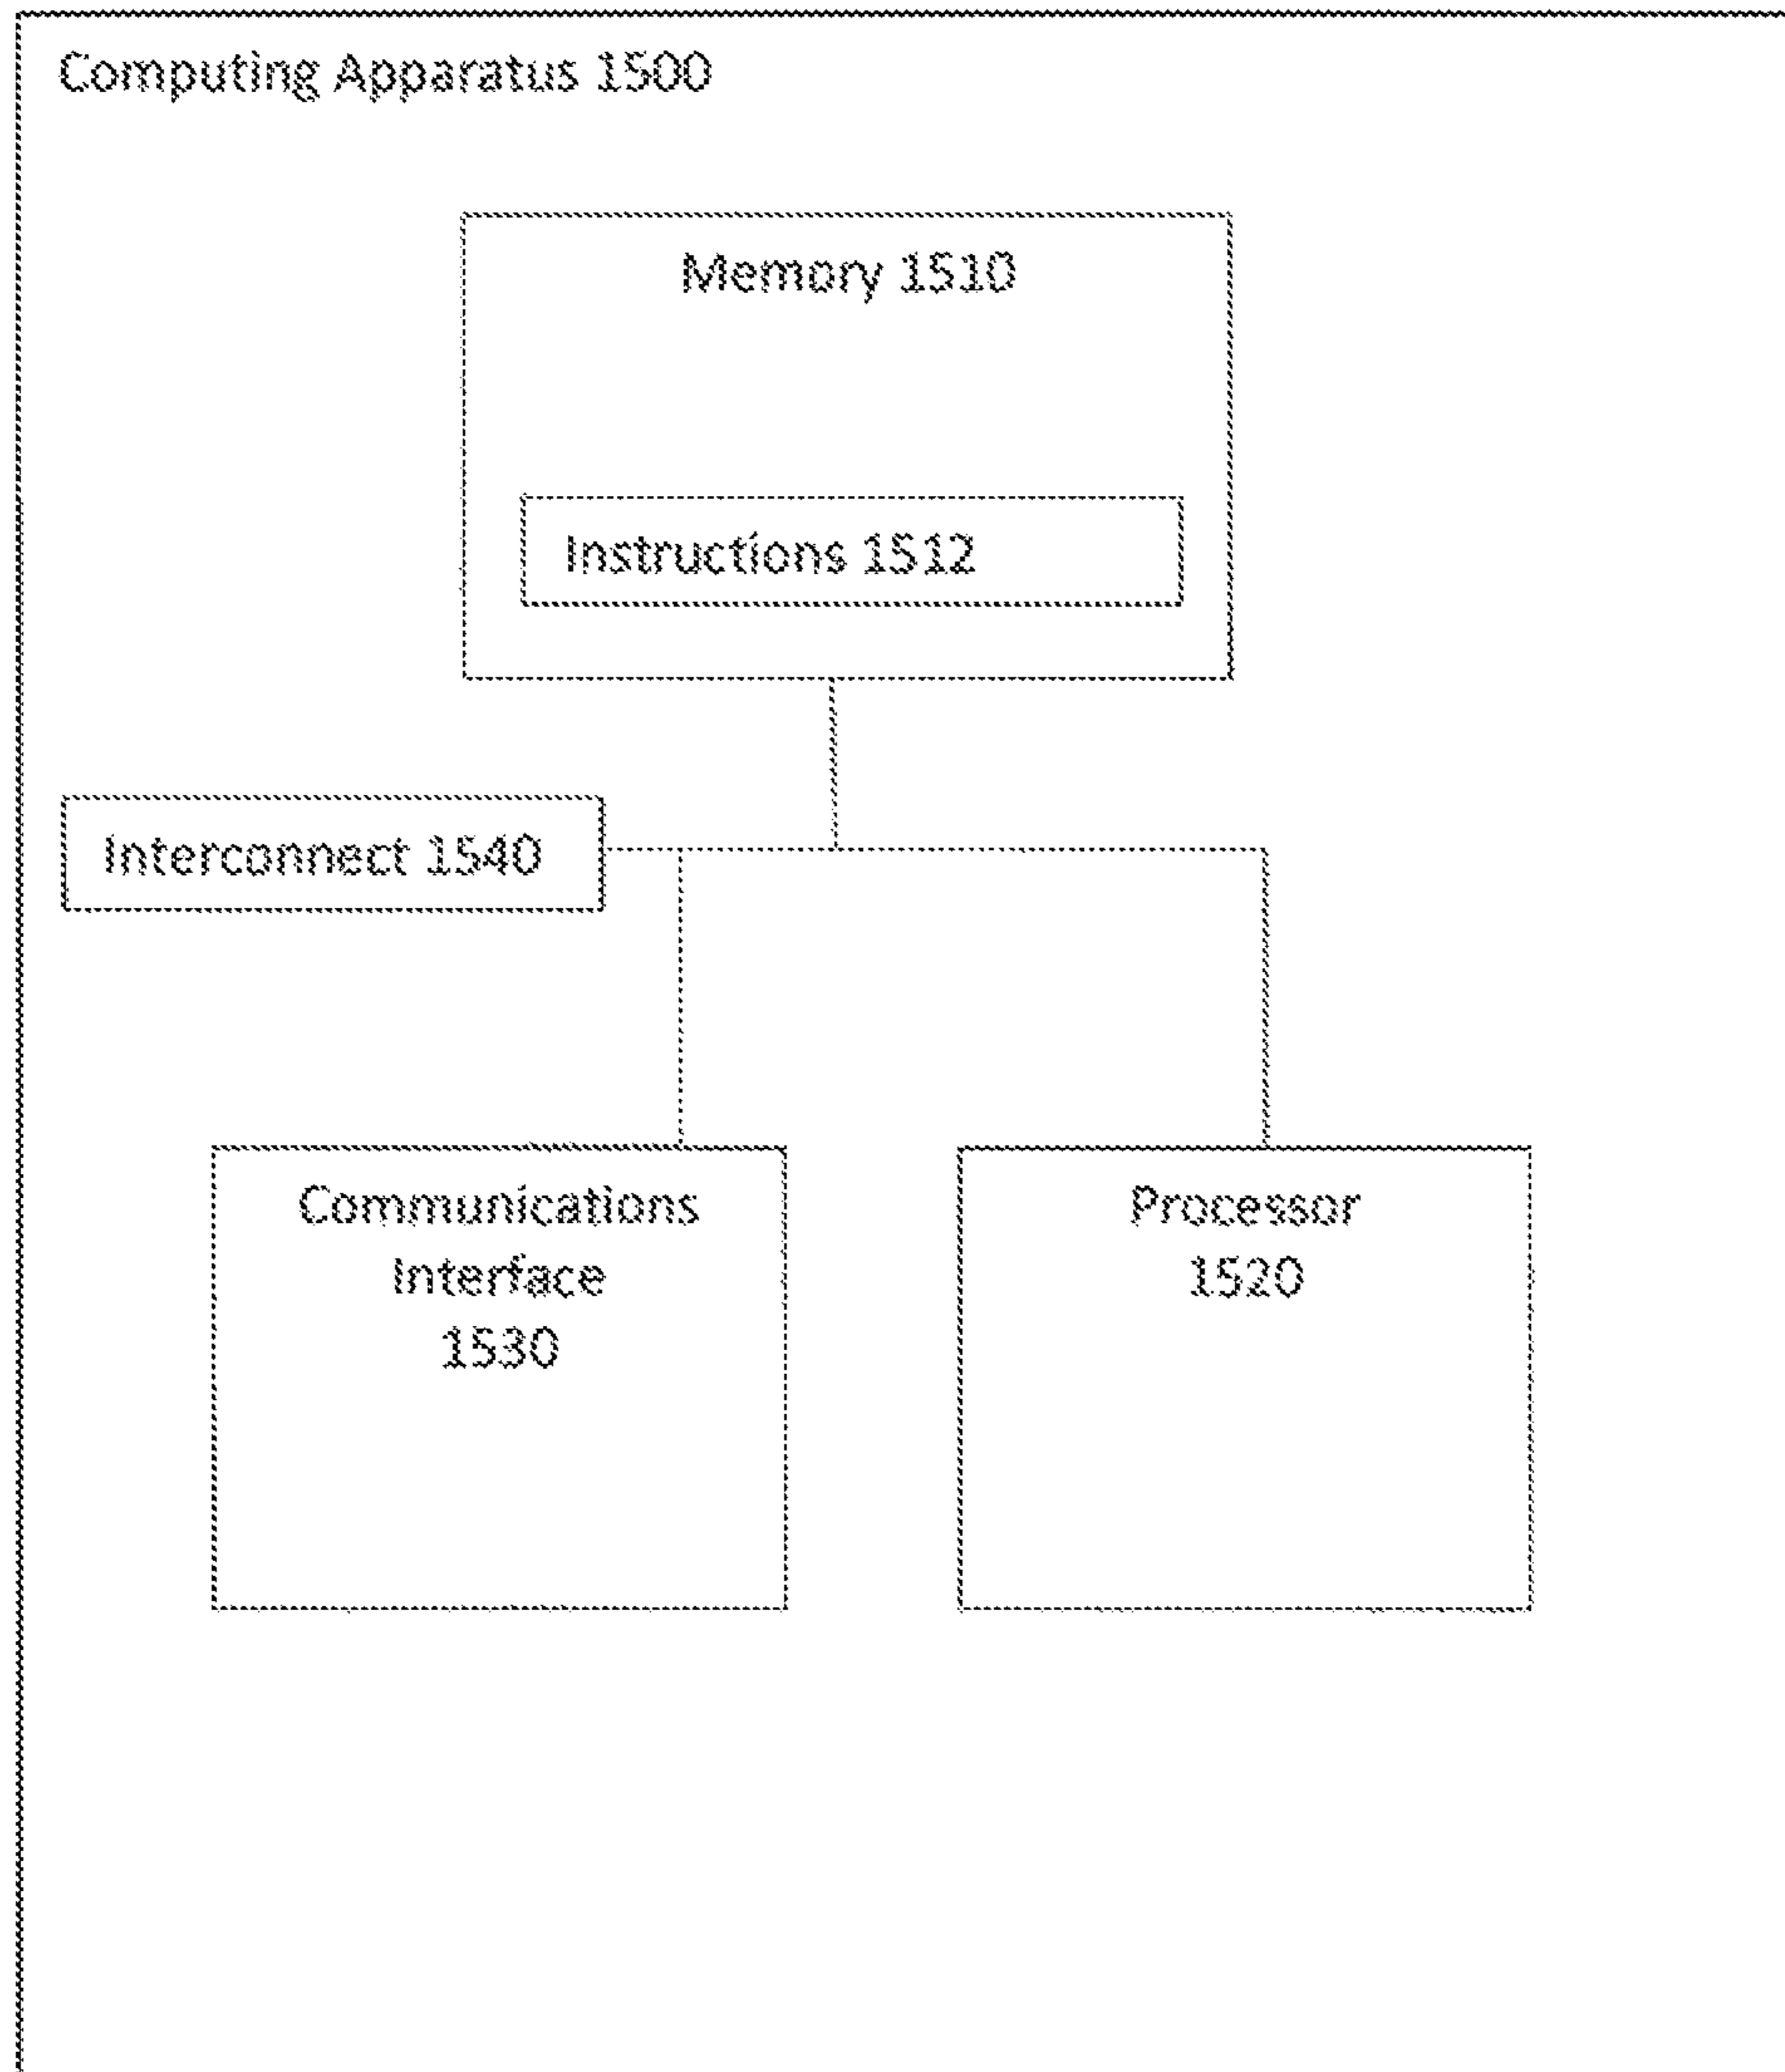 Computing Apparatus 1500
Memory 1510
Instructions 1512
Interconnect 1540
Communications
Interface
1530
Processor
1520